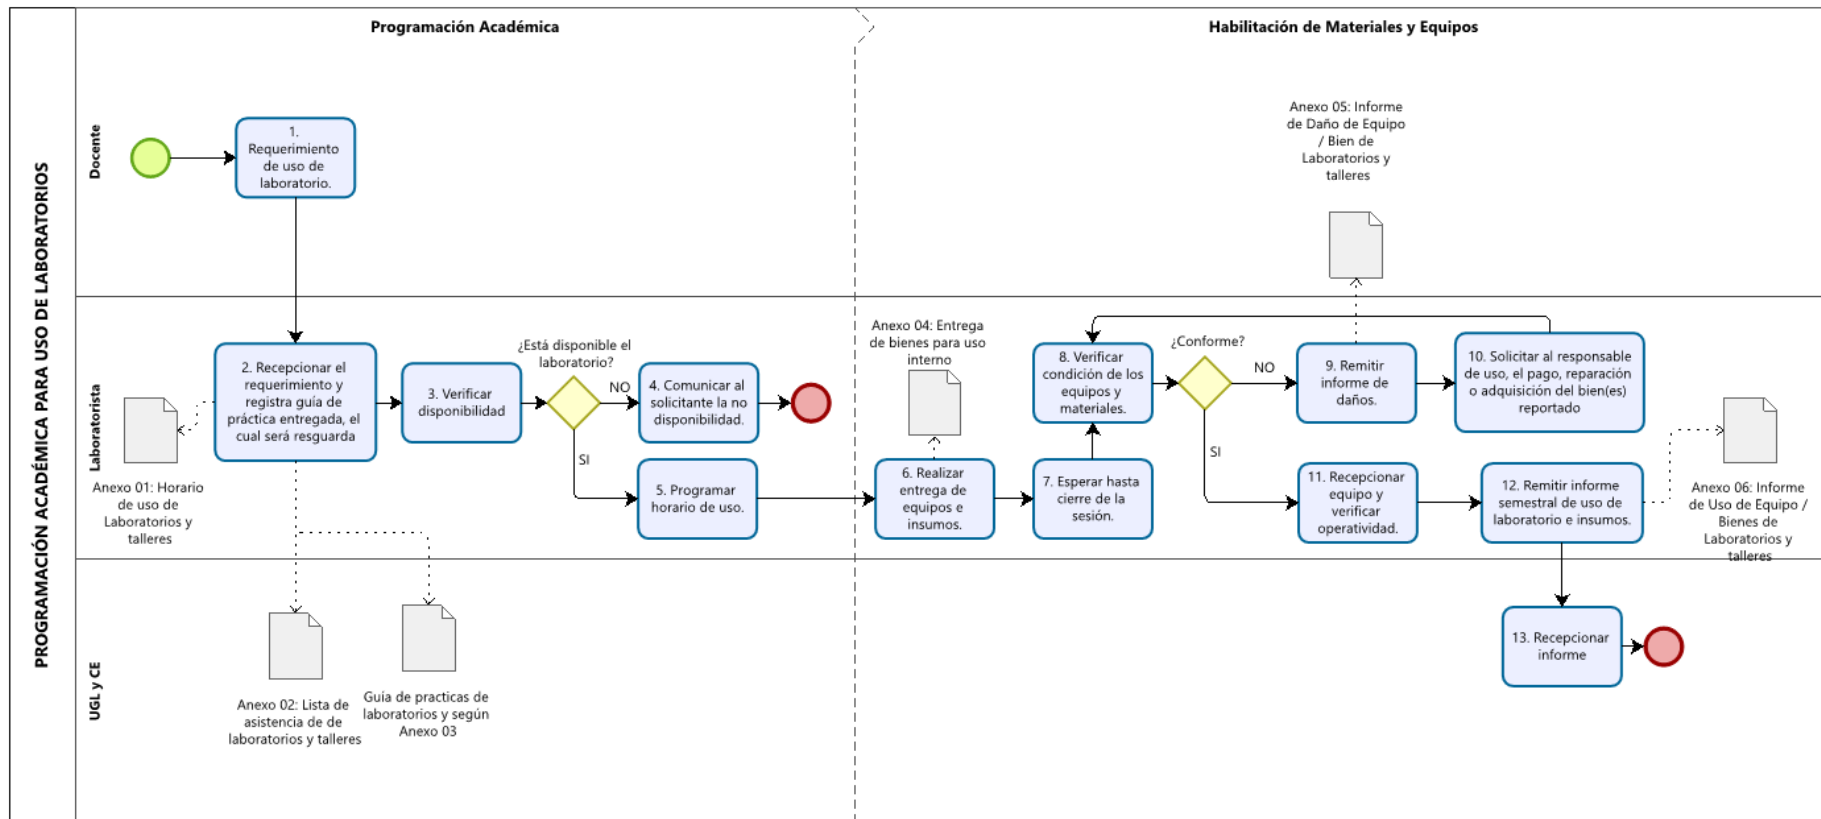 PROGRAMACIÓN ACADÉMICA PARA USO DE LABORATORIOS
Programación Académica
Habilitación de Materiales y Equipos
Docente
1.
Requerimiento
de uso de
laboratorio.
Anexo 05: Informe
de Daño de Equipo
/ Bien de
Laboratorios y
talleres
Laboratorista
Anexo 01: Horario
de uso de
Laboratorios y
talleres
2. Recepcionar el
requerimiento y
registra guía de
práctica entregada, el
cual será resguarda
3. Verificar
disponibilidad
¿Está disponible el
laboratorio?
NO
SI
4. Comunicar al
solicitante la no
disponibilidad.
5. Programar
horario de uso.
Anexo 04: Entrega
de bienes para uso
interno
6. Realizar
entrega de
equipos e
insumos.
7. Esperar hasta
cierre de la
sesión.
8. Verificar
condición de los
equipos y
materiales.
¿Conforme?
NO
SI
9. Remitir
informe de
daños.
10. Solicitar al responsable
de uso, el pago, reparación
o adquisición del bien(es)
reportado
11. Recepcionar
equipo y
verificar
operatividad.
12. Remitir informe
semestral de uso de
laboratorio e insumos.
Anexo 06: Informe
de Uso de Equipo /
Bienes de
Laboratorios y
talleres
UGL y CE
Anexo 02: Lista de
asistencia de de
laboratorios y talleres
Guía de practicas de
laboratorios y según
Anexo 03
13. Recepcionar
informe